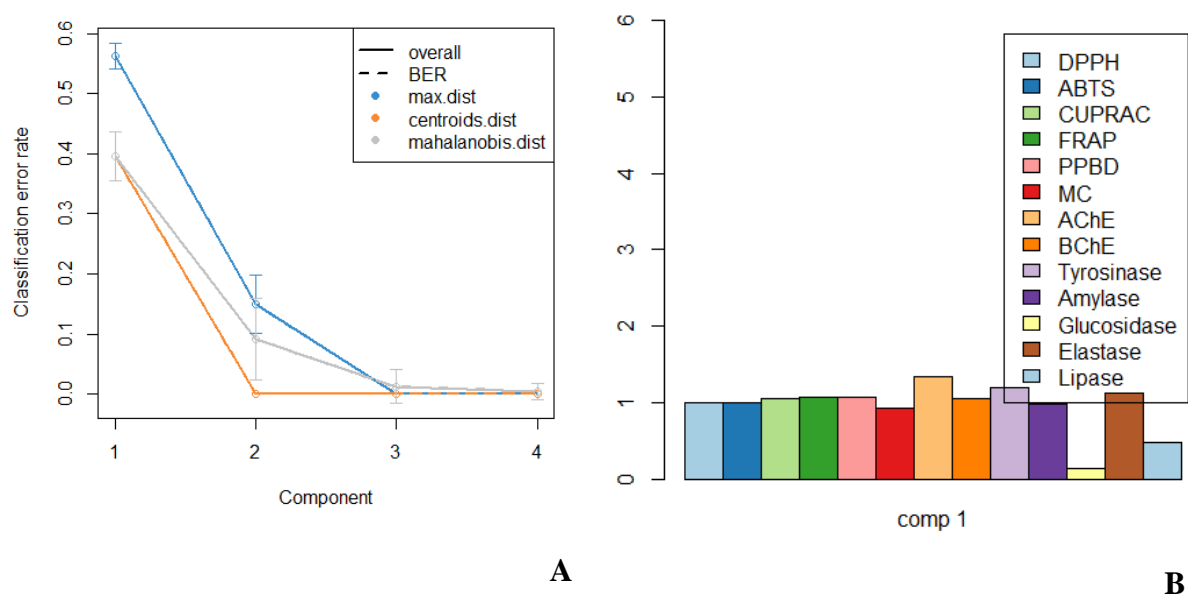 Classification error rate
0.6
0.5
0.4
0.3
0.2
0.1
0.0
overall
BER
max.dist
centroids.dist
mahalanobis.dist
1 2 3 4
Component
A
6
5
4
3
2
1
0
DPPH
ABTS
CUPRAC
FRAP
PPBD
MC
AChE
BChE
Tyrosinase
Amylase
Glucosidase
Elastase
Lipase
comp 1
B